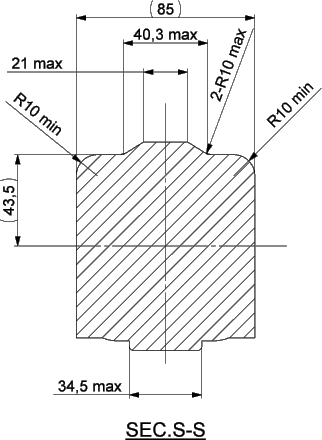 (85)
40,3 max
21 max
2-R10 max
R10 min
R10 min
(43,5)
34,5 max
SEC.S-S